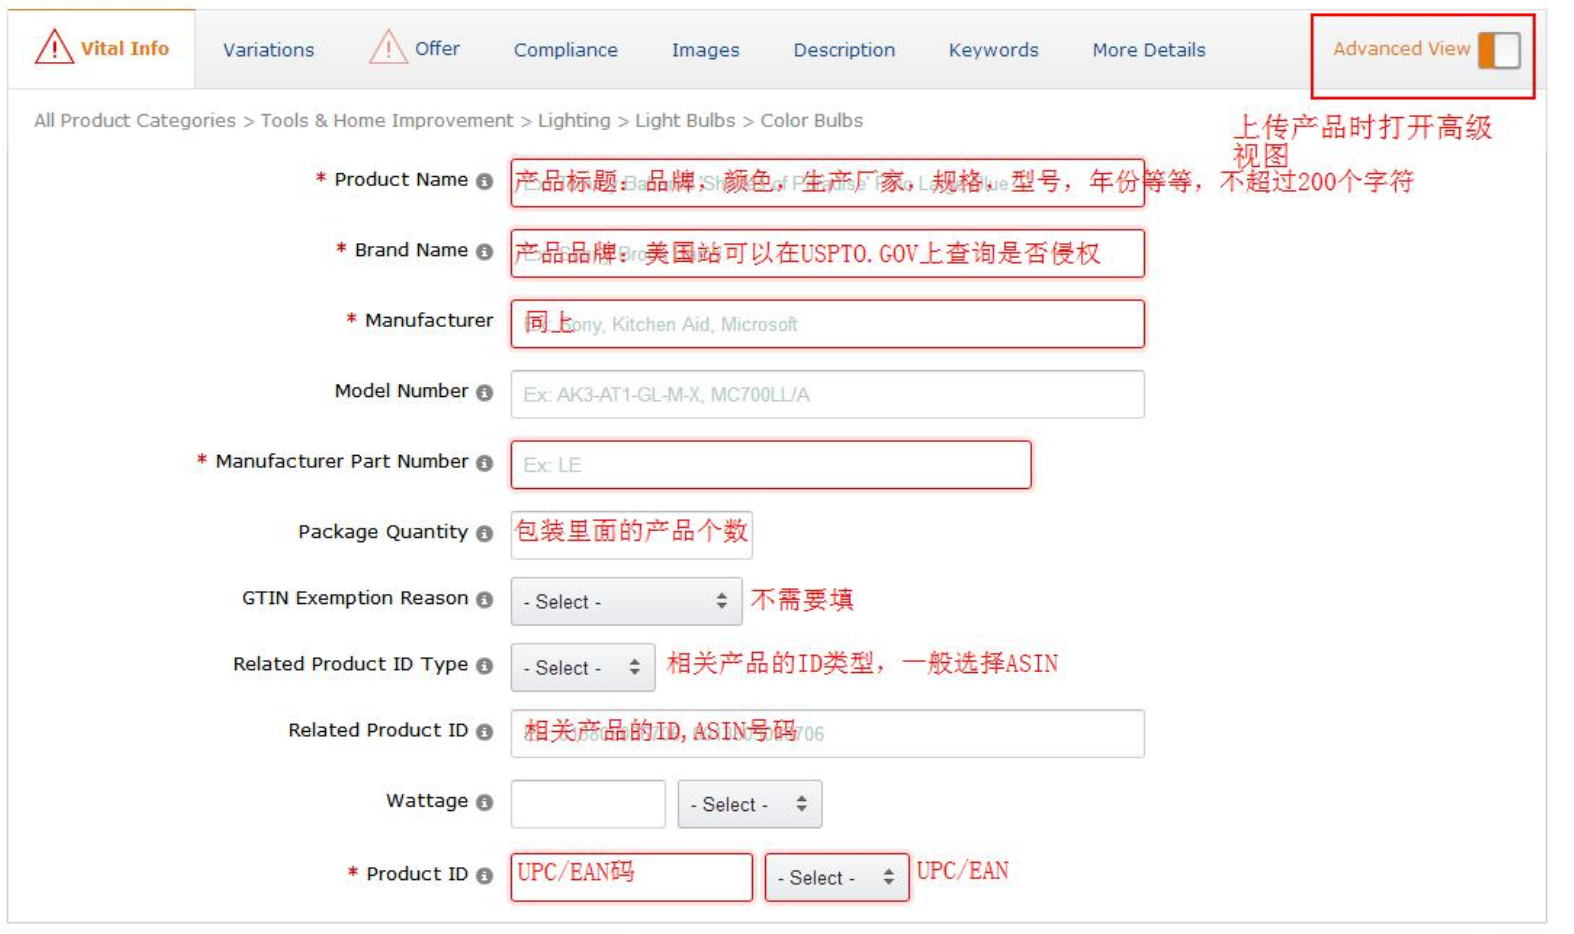 Vital Info Variations Offer Compliance Images Description Keywords More Details Advanced View
All Product Categories > Tools & Home Improvement > Lighting > Light Bulbs > Color Bulbs
上传产品时打开高级
视图
* Product Name 产品标题：品牌，颜色，生产厂家，规格，型号，年份等等，不超过200个字符
* Brand Name 产品品牌：美国站可以在USPTO.GOV上查询是否侵权
* Manufacturer 同上 Ex: Sony, Kitchen Aid, Microsoft
Model Number Ex: AK3-AT1-GL-M-X, MC700LL/A
* Manufacturer Part Number Ex: LE
Package Quantity 包装里面的产品个数
GTIN Exemption Reason - Select - 不需要填
Related Product ID Type - Select - 相关产品的ID类型，一般选择ASIN
Related Product ID 相关产品的ID,ASIN号码
Wattage - Select -
* Product ID UPC/EAN码 - Select - UPC/EAN